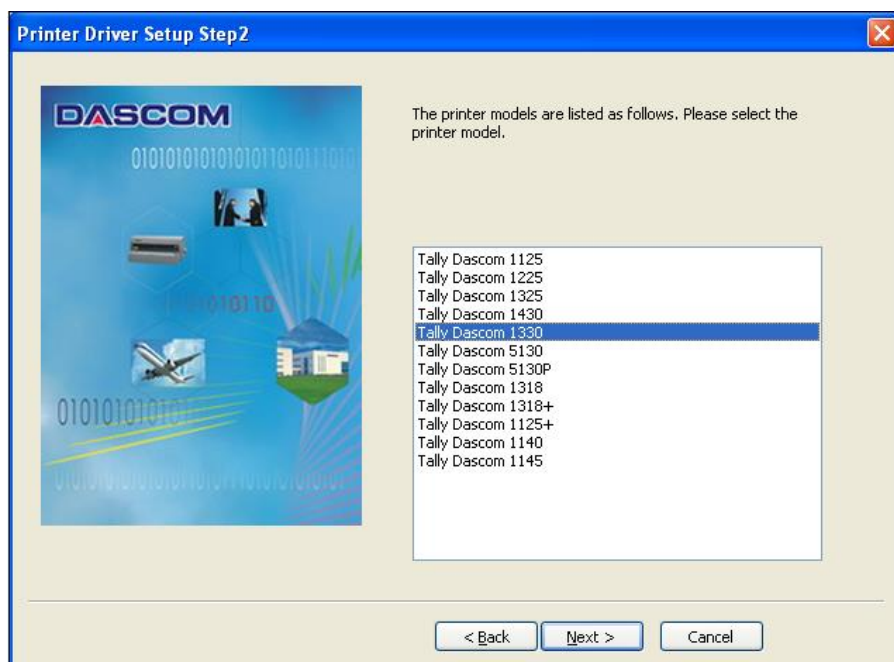 Printer Driver Setup Step2
DASCOM
The printer models are listed as follows. Please select the
printer model.
Tally Dascom 1125
Tally Dascom 1225
Tally Dascom 1325
Tally Dascom 1430
Tally Dascom 1330
Tally Dascom 5130
Tally Dascom 5130P
Tally Dascom 1318
Tally Dascom 1318+
Tally Dascom 1125+
Tally Dascom 1140
Tally Dascom 1145
< Back
Next >
Cancel